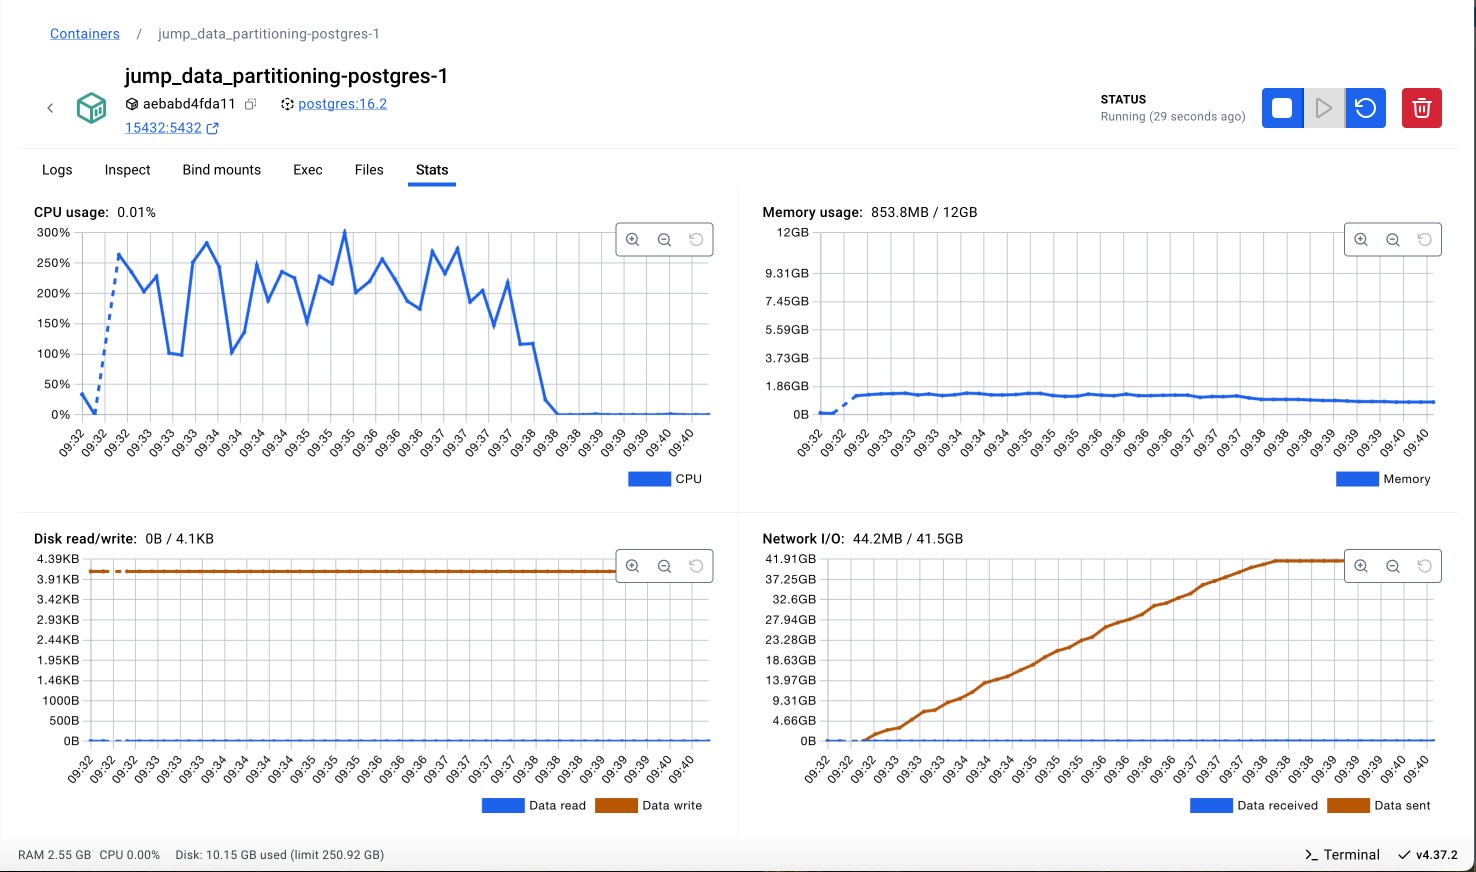 Containers / jump_data_partitioning-postgres-1
jump_data_partitioning-postgres-1
aebabd4fda11 postgres:16.2
15432:5432
STATUS
Running (29 seconds ago)
Logs Inspect Bind mounts Exec Files Stats
CPU usage: 0.01%
300%
250%
200%
150%
100%
50%
0%
09:32 09:32 09:32 09:33 09:33 09:33 09:34 09:34 09:34 09:35 09:35 09:35 09:36 09:36 09:36 09:37 09:37 09:37 09:37 09:38 09:38 09:38 09:39 09:39 09:39 09:40 09:40
CPU
Memory usage: 853.8MB / 12GB
12GB
9.31GB
7.45GB
5.59GB
3.73GB
1.86GB
0B
09:32 09:32 09:32 09:33 09:33 09:33 09:34 09:34 09:34 09:35 09:35 09:35 09:36 09:36 09:36 09:36 09:37 09:37 09:37 09:38 09:38 09:38 09:39 09:39 09:39 09:40 09:40
Memory
Disk read/write: 0B / 4.1KB
4.39KB
3.91KB
3.42KB
2.93KB
2.44KB
1.95KB
1.46KB
1000B
500B
0B
09:32 09:32 09:32 09:33 09:33 09:33 09:34 09:34 09:34 09:34 09:35 09:35 09:35 09:36 09:36 09:36 09:37 09:37 09:37 09:38 09:38 09:38 09:39 09:39 09:39 09:40 09:40
Data read Data write
Network I/O: 44.2MB / 41.5GB
41.91GB
37.25GB
32.6GB
27.94GB
23.28GB
18.63GB
13.97GB
9.31GB
4.66GB
0B
09:32 09:32 09:32 09:33 09:33 09:33 09:34 09:34 09:34 09:35 09:35 09:35 09:36 09:36 09:36 09:36 09:37 09:37 09:37 09:38 09:38 09:38 09:39 09:39 09:39 09:40 09:40
Data received Data sent
RAM 2.55 GB CPU 0.00% Disk: 10.15 GB used (limit 250.92 GB)
Terminal v4.37.2